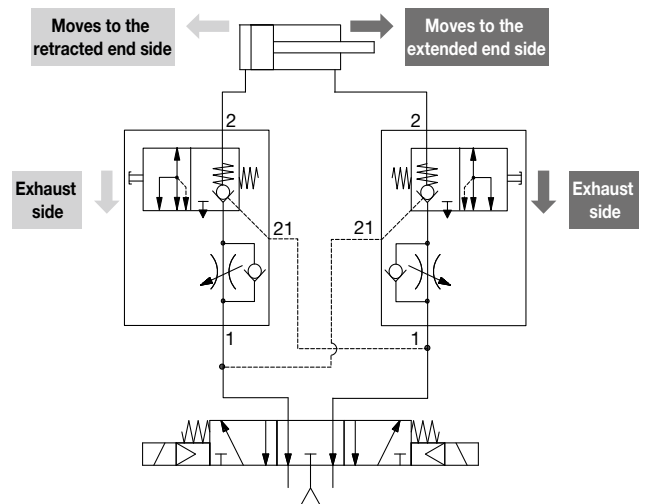 Moves to the
retracted end side
Moves to the
extended end side
2
2
Exhaust
side
Exhaust
side
21
21
1
1